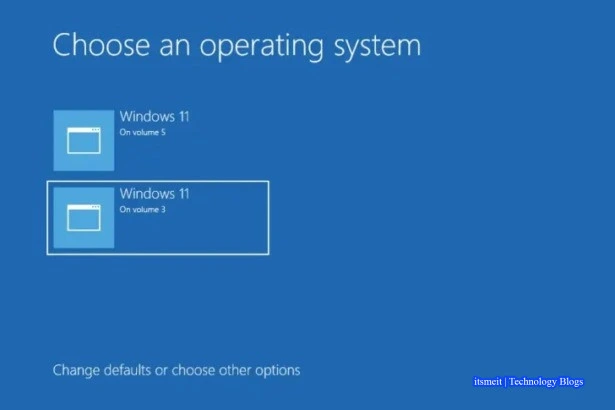 Choose an operating system
Windows 11
On volume 5
Windows 11
On volume 3
Change defaults or choose other options
itsmeit | Technology Blogs